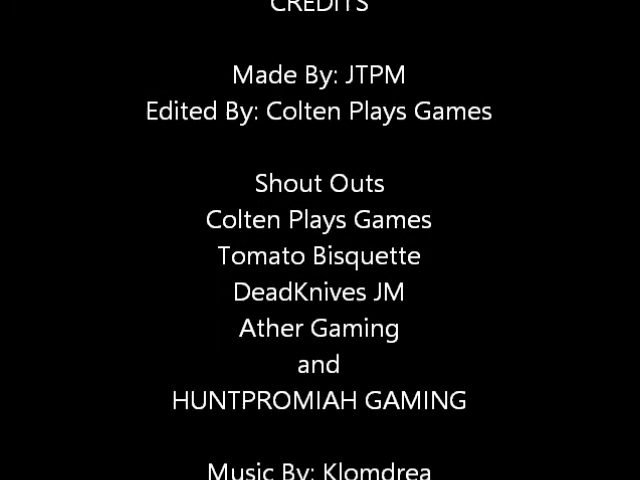 CREDITS
Made By: JTPM
Edited By: Colten Plays Games
Shout Outs
Colten Plays Games
Tomato Bisquette
DeadKnives JM
Ather Gaming
and
HUNTPROMIAH GAMING
Music By: Klomdrea